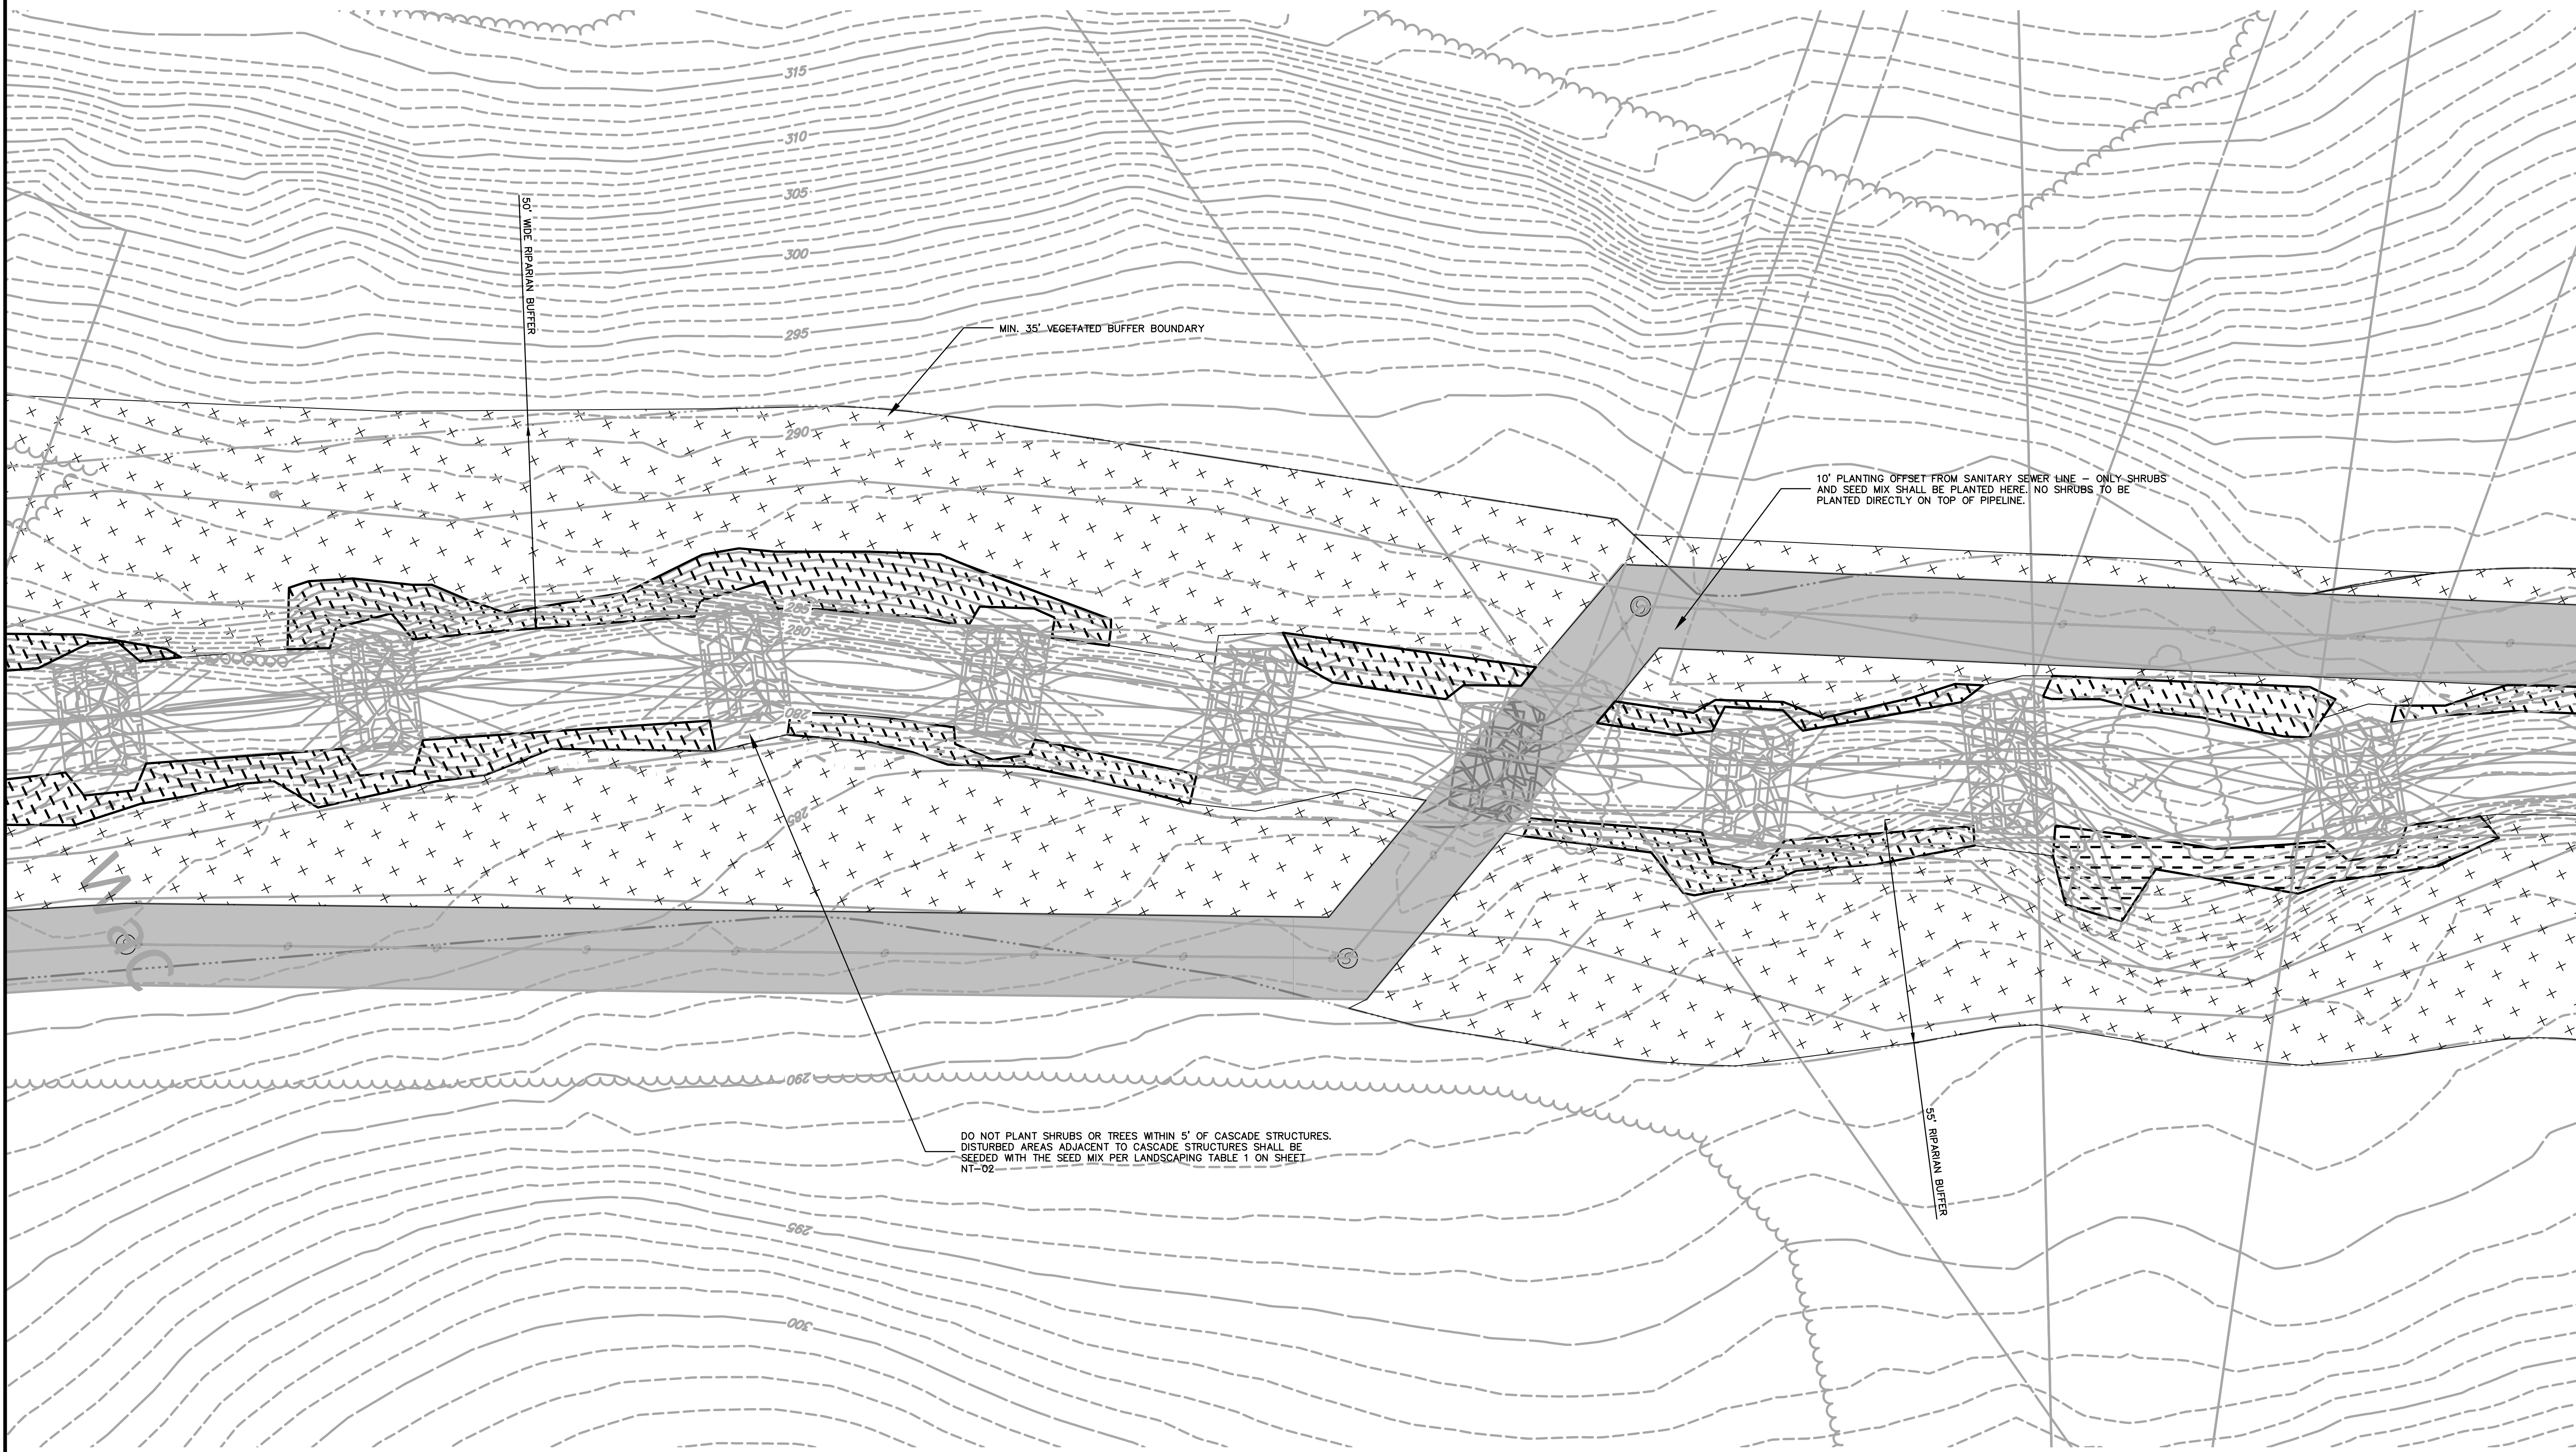 315
310
305
300
295
50' WIDE RIPARIAN BUFFER
MIN. 35' VEGETATED BUFFER BOUNDARY
290
10' PLANTING OFFSET FROM SANITARY SEWER LINE – ONLY SHRUBS
AND SEED MIX SHALL BE PLANTED HERE. NO SHRUBS TO BE
PLANTED DIRECTLY ON TOP OF PIPELINE.
285
280
280
285
S
S
S
WaC
290
DO NOT PLANT SHRUBS OR TREES WITHIN 5' OF CASCADE STRUCTURES.
DISTURBED AREAS ADJACENT TO CASCADE STRUCTURES SHALL BE
SEEDED WITH THE SEED MIX PER LANDSCAPING TABLE 1 ON SHEET
NT–02
55' RIPARIAN BUFFER
295
300